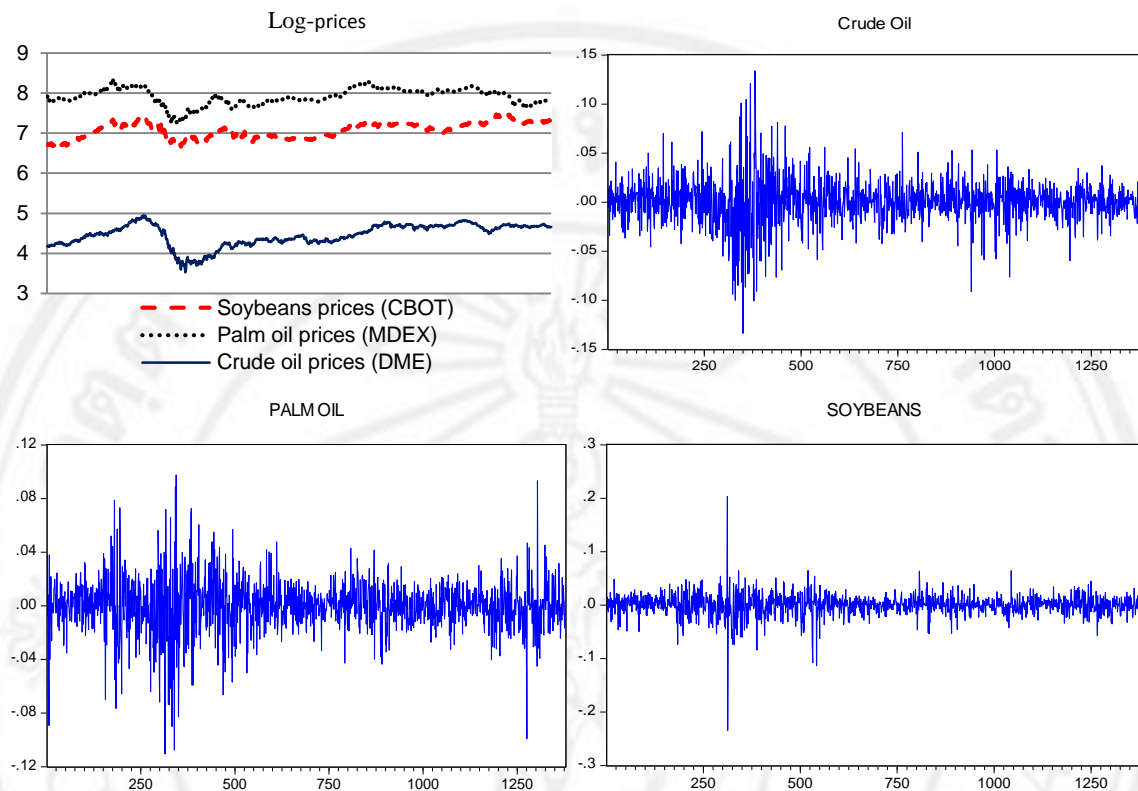 Log-prices
9
8
7
6
5
4
3
Soybeans prices (CBOT)
Palm oil prices (MDEX)
Crude oil prices (DME)
Crude Oil
.15
.10
.05
.00
-.05
-.10
-.15
250 500 750 1000 1250
PALM OIL
.12
.08
.04
.00
-.04
-.08
-.12
250 500 750 1000 1250
SOYBEANS
.3
.2
.1
.0
-.1
-.2
-.3
250 500 750 1000 1250